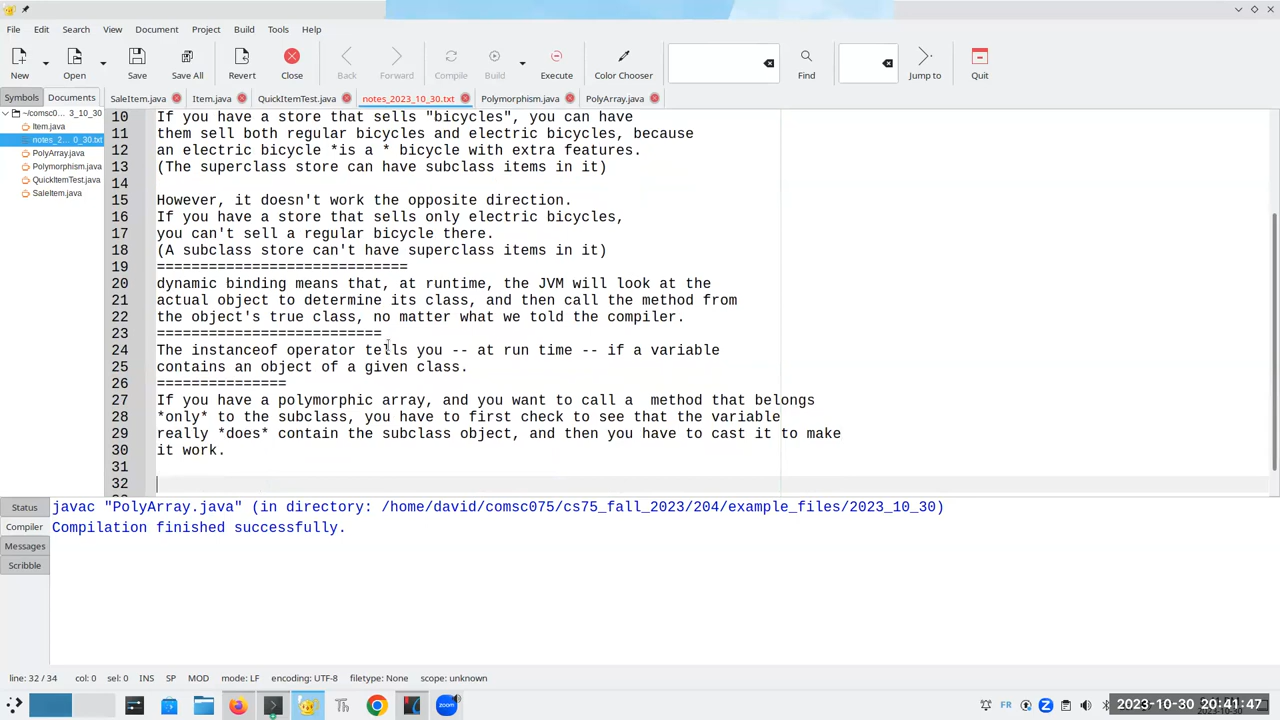 File Edit Search View Document Project Build Tools Help
New Open Save Save All Revert Close Back Forward Compile Build Execute Color Chooser Find Jump to Quit
Symbols Documents SaleItem.java Item.java QuickItemTest.java notes_2023_10_30.txt Polymorphism.java PolyArray.java
~/comsc0... 3_10_30
Item.java
notes_2... 0_30.txt
PolyArray.java
Polymorphism.java
QuickItemTest.java
SaleItem.java
10 If you have a store that sells "bicycles", you can have
11 them sell both regular bicycles and electric bicycles, because
12 an electric bicycle *is a * bicycle with extra features.
13 (The superclass store can have subclass items in it)
14
15 However, it doesn't work the opposite direction.
16 If you have a store that sells only electric bicycles,
17 you can't sell a regular bicycle there.
18 (A subclass store can't have superclass items in it)
19 =============================
20 dynamic binding means that, at runtime, the JVM will look at the
21 actual object to determine its class, and then call the method from
22 the object's true class, no matter what we told the compiler.
23 ==========================
24 The instanceof operator tells you -- at run time -- if a variable
25 contains an object of a given class.
26 ===============
27 If you have a polymorphic array, and you want to call a  method that belongs
28 *only* to the subclass, you have to first check to see that the variable
29 really *does* contain the subclass object, and then you have to cast it to make
30 it work.
31
32
Status
Compiler
Messages
Scribble
javac "PolyArray.java" (in directory: /home/david/comsc075/cs75_fall_2023/204/example_files/2023_10_30)
Compilation finished successfully.
line: 32 / 34 col: 0 sel: 0 INS SP MOD mode: LF encoding: UTF-8 filetype: None scope: unknown
Th zoom FR 2023-10-30 20:41:47